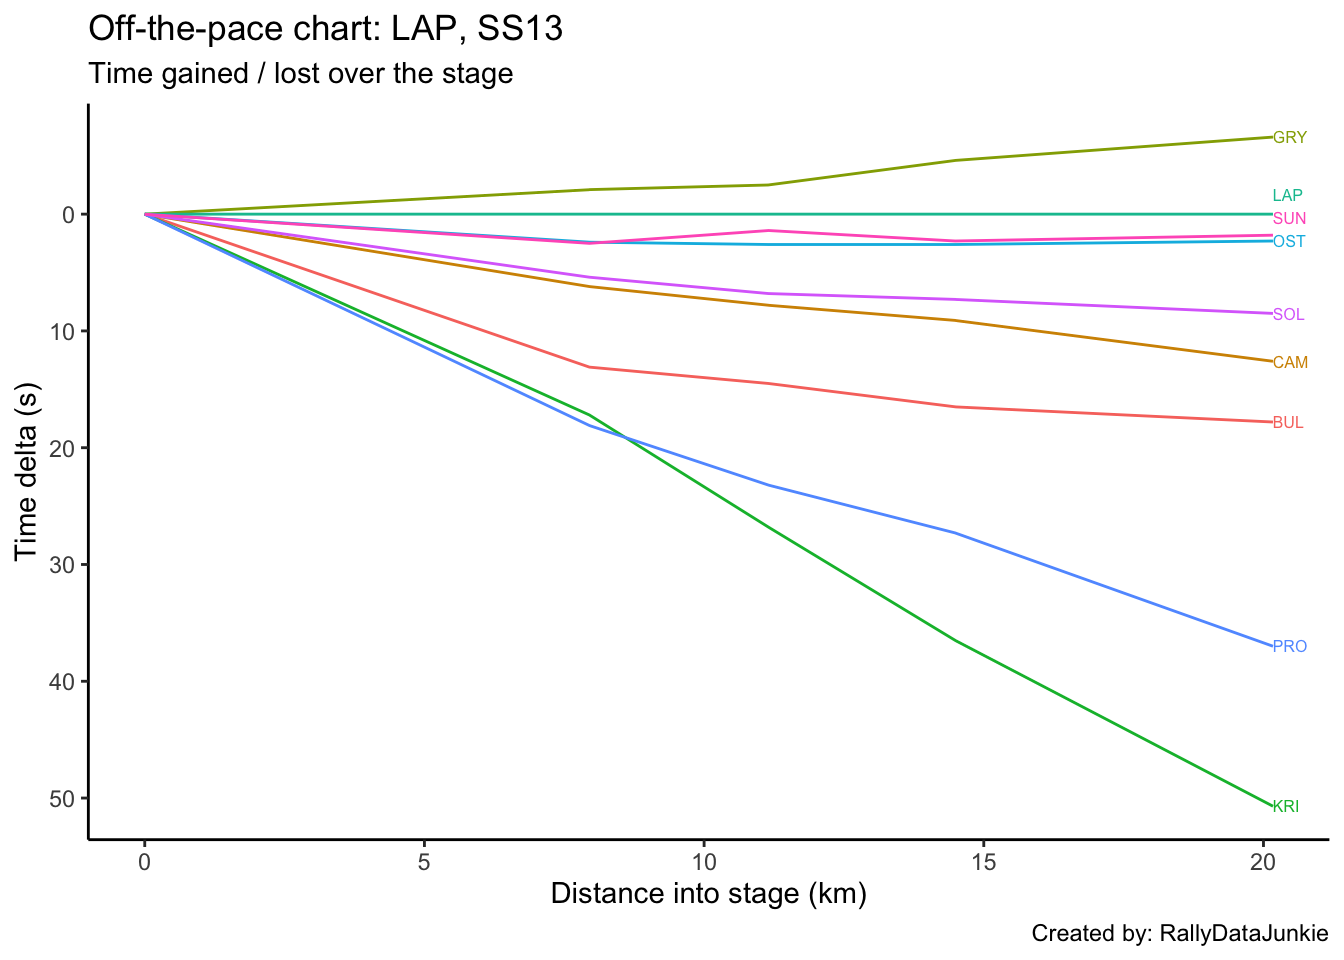 Off-the-pace chart: LAP, SS13
Time gained / lost over the stage
GRY
LAP
SUN
OST
SOL
CAM
BUL
PRO
KRI
0
10
20
30
40
50
Time delta (s)
0 5 10 15 20
Distance into stage (km)
Created by: RallyDataJunkie